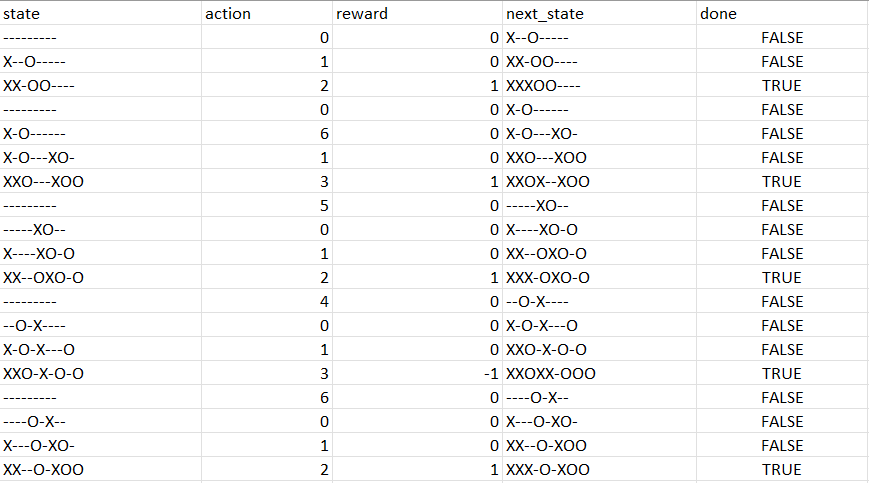 state action reward next_state done
--------- 0 0 X--O----- FALSE
X--O----- 1 0 XX-OO---- FALSE
XX-OO---- 2 1 XXXOO---- TRUE
--------- 0 0 X-O------ FALSE
X-O------ 6 0 X-O---XO- FALSE
X-O---XO- 1 0 XXO---XOO FALSE
XXO---XOO 3 1 XXOX--XOO TRUE
--------- 5 0 -----XO-- FALSE
-----XO-- 0 0 X----XO-O FALSE
X----XO-O 1 0 XX--OXO-O FALSE
XX--OXO-O 2 1 XXX-OXO-O TRUE
--------- 4 0 --O-X---- FALSE
--O-X---- 0 0 X-O-X---O FALSE
X-O-X---O 1 0 XXO-X-O-O FALSE
XXO-X-O-O 3 -1 XXOXX-OOO TRUE
--------- 6 0 ----O-X-- FALSE
----O-X-- 0 0 X---O-XO- FALSE
X---O-XO- 1 0 XX--O-XOO FALSE
XX--O-XOO 2 1 XXX-O-XOO TRUE